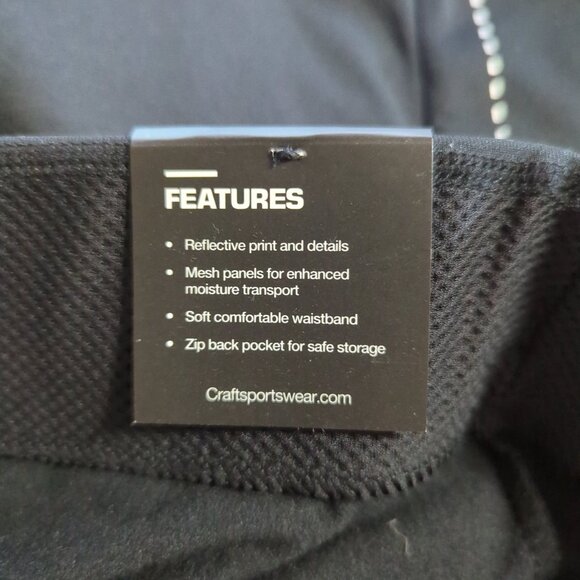 FEATURES
• Reflective print and details
• Mesh panels for enhanced
moisture transport
• Soft comfortable waistband
• Zip back pocket for safe storage
Craftsportswear.com